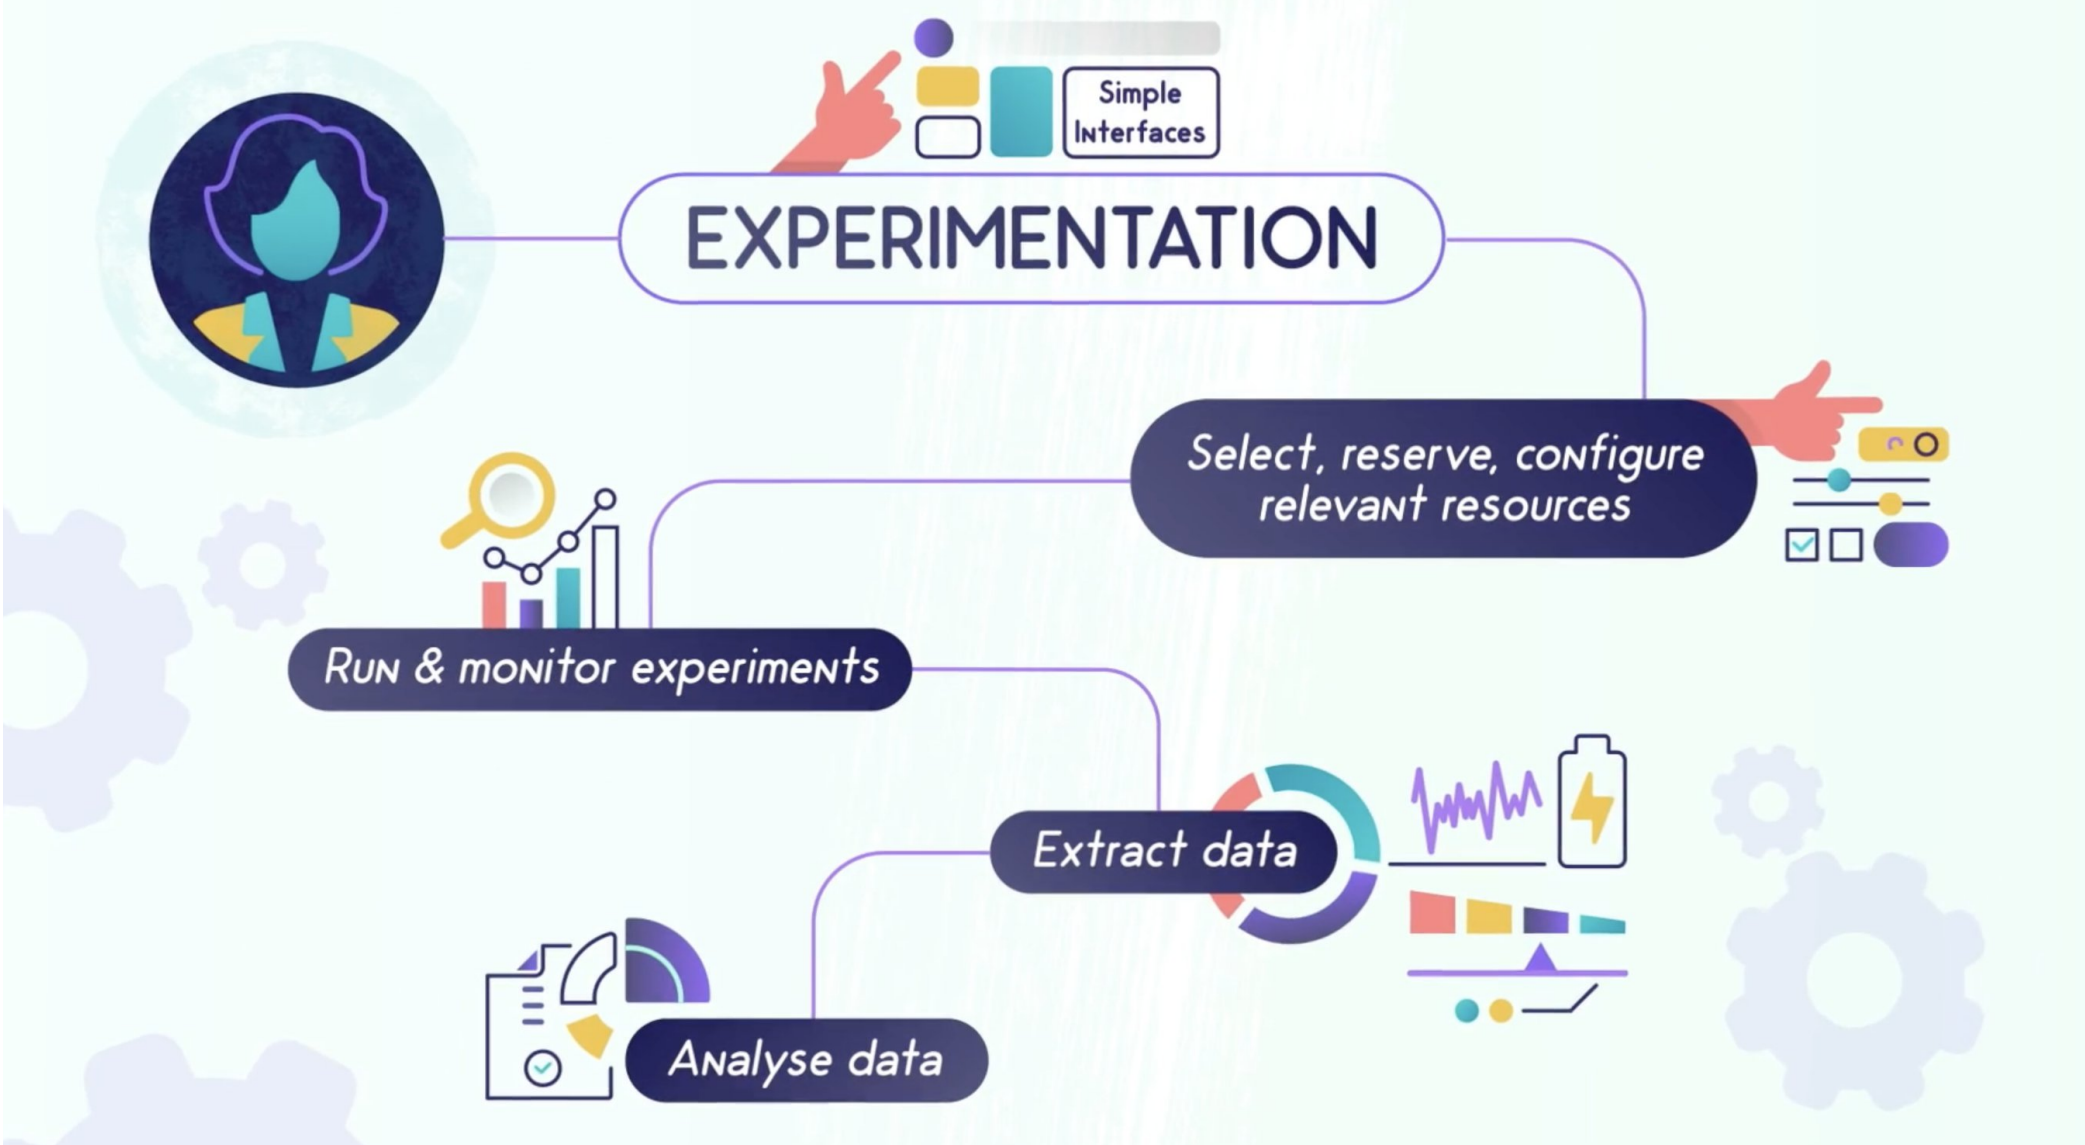 Simple
Interfaces
EXPERIMENTATION
Select, reserve, configure
relevant resources
Run & monitor experiments
Extract data
Analyse data